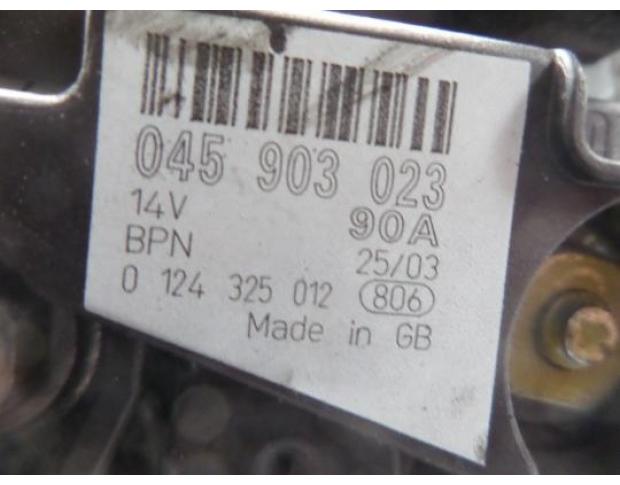 045 903 023
14V 90A
BPN 25/03
0 124 325 012 806
Made in GB